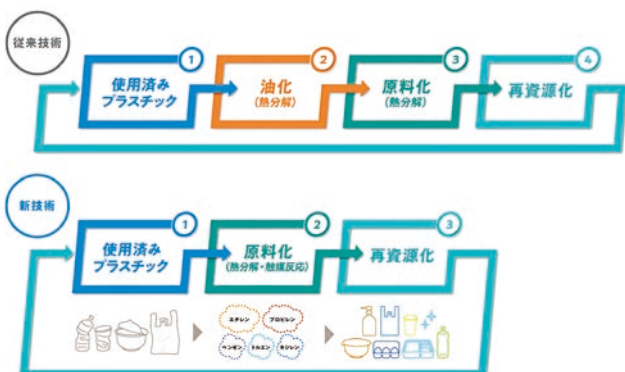 従来技術
1
使用済み
プラスチック
2
油化
(熱分解)
3
原料化
(熱分解)
4
再資源化
新技術
1
使用済み
プラスチック
2
原料化
(熱分解・触媒反応)
3
再資源化
エチレン
プロピレン
ベンゼン
トルエン
キシレン